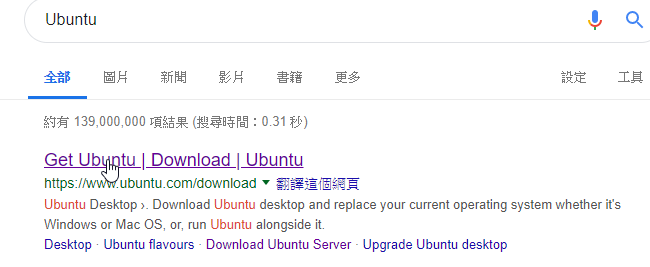 Ubuntu
全部 圖片 新聞 影片 書籍 更多 設定 工具
約有 139,000,000 項結果 (搜尋時間：0.31 秒)
Get Ubuntu | Download | Ubuntu
https://www.ubuntu.com/download ▼ 翻譯這個網頁
Ubuntu Desktop ›. Download Ubuntu desktop and replace your current operating system whether it's
Windows or Mac OS, or, run Ubuntu alongside it.
Desktop · Ubuntu flavours · Download Ubuntu Server · Upgrade Ubuntu desktop